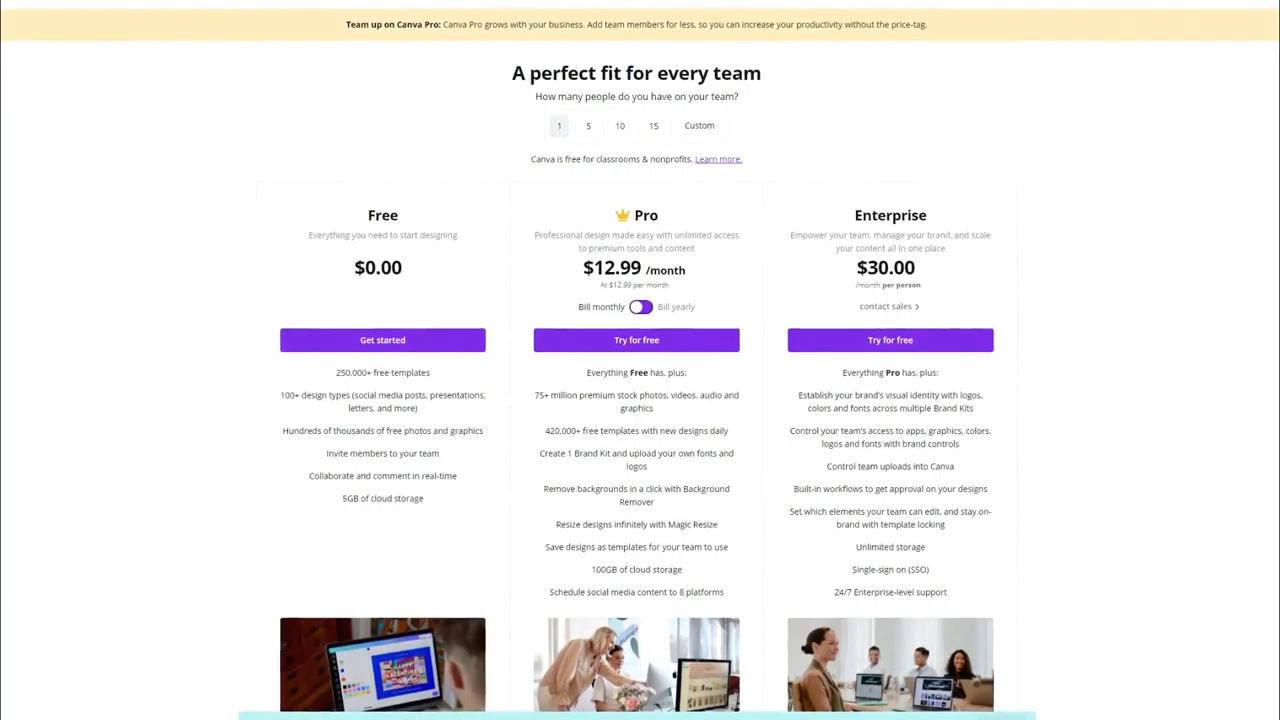 Team up on Canva Pro: Canva Pro grows with your business. Add team members for less, so you can increase your productivity without the price-tag.
A perfect fit for every team
How many people do you have on your team?
1 5 10 15 Custom
Canva is free for classrooms & nonprofits. Learn more.
Free
Everything you need to start designing
$0.00
Get started
250,000+ free templates
100+ design types (social media posts, presentations,
letters, and more)
Hundreds of thousands of free photos and graphics
Invite members to your team
Collaborate and comment in real-time
5GB of cloud storage
Pro
Professional design made easy with unlimited access
to premium tools and content
$12.99 /month
At $12.99 per month
Bill monthly Bill yearly
Try for free
Everything Free has, plus:
75+ million premium stock photos, videos, audio and
graphics
420,000+ free templates with new designs daily
Create 1 Brand Kit and upload your own fonts and
logos
Remove backgrounds in a click with Background
Remover
Resize designs infinitely with Magic Resize
Save designs as templates for your team to use
100GB of cloud storage
Schedule social media content to 8 platforms
Enterprise
Empower your team, manage your brand, and scale
your content all in one place
$30.00
/month per person
contact sales >
Try for free
Everything Pro has, plus:
Establish your brand's visual identity with logos,
colors and fonts across multiple Brand Kits
Control your team's access to apps, graphics, colors,
logos and fonts with brand controls
Control team uploads into Canva
Built-in workflows to get approval on your designs
Set which elements your team can edit, and stay on-
brand with template locking
Unlimited storage
Single-sign on (SSO)
24/7 Enterprise-level support